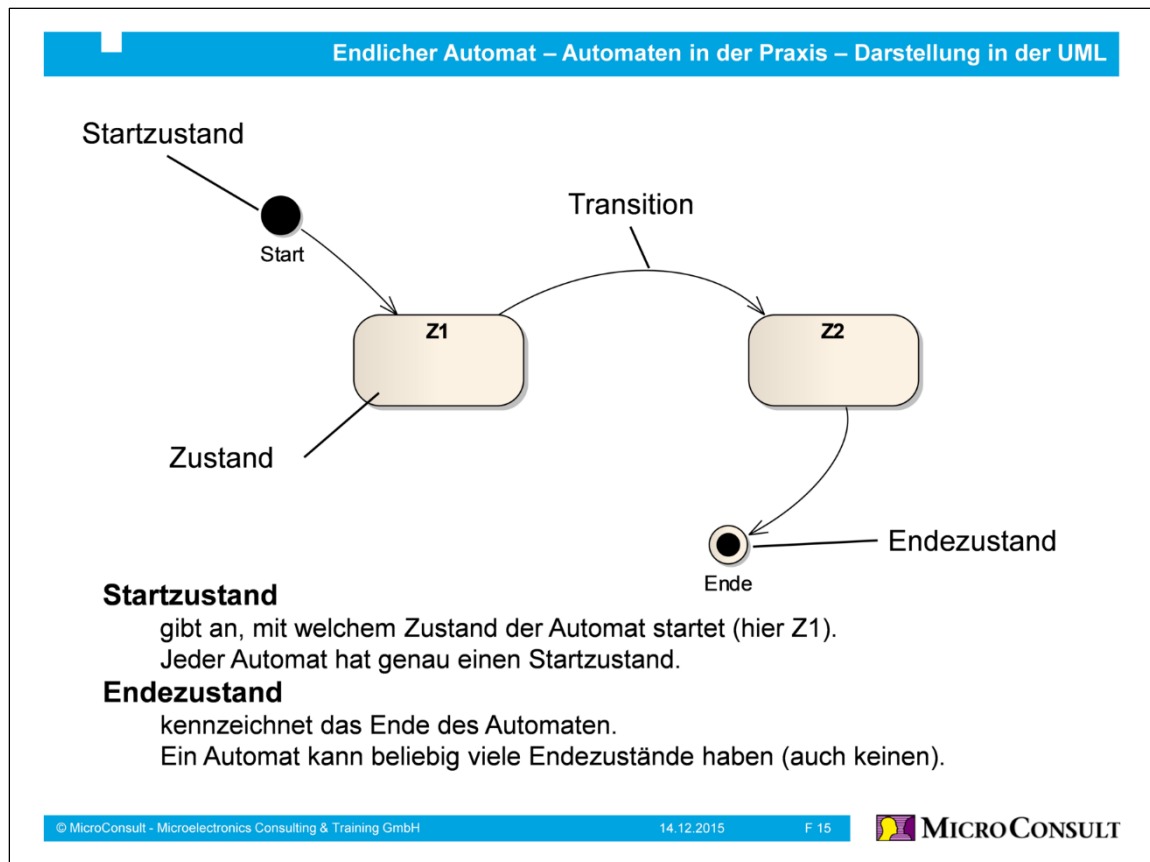 Endlicher Automat – Automaten in der Praxis – Darstellung in der UML
Startzustand
Transition
Start
Z1
Z2
Zustand
Endezustand
Ende
Startzustand
gibt an, mit welchem Zustand der Automat startet (hier Z1).
Jeder Automat hat genau einen Startzustand.
Endezustand
kennzeichnet das Ende des Automaten.
Ein Automat kann beliebig viele Endezustände haben (auch keinen).
© MicroConsult - Microelectronics Consulting & Training GmbH
14.12.2015
F 15
MICROCONSULT